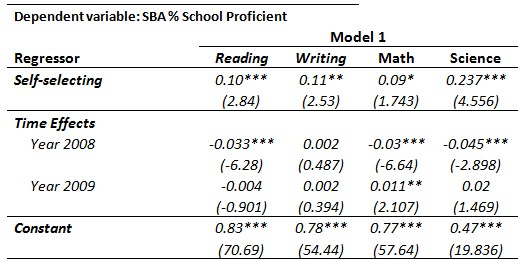 Dependent variable: SBA % School Proficient
Model 1
Regressor Reading Writing Math Science
Self-selecting 0.10*** 0.11** 0.09* 0.237***
(2.84) (2.53) (1.743) (4.556)
Time Effects
Year 2008 -0.033*** 0.002 -0.03*** -0.045***
(-6.28) (0.487) (-6.64) (-2.898)
Year 2009 -0.004 0.002 0.011** 0.02
(-0.901) (0.394) (2.107) (1.469)
Constant 0.83*** 0.78*** 0.77*** 0.47***
(70.69) (54.44) (57.64) (19.836)